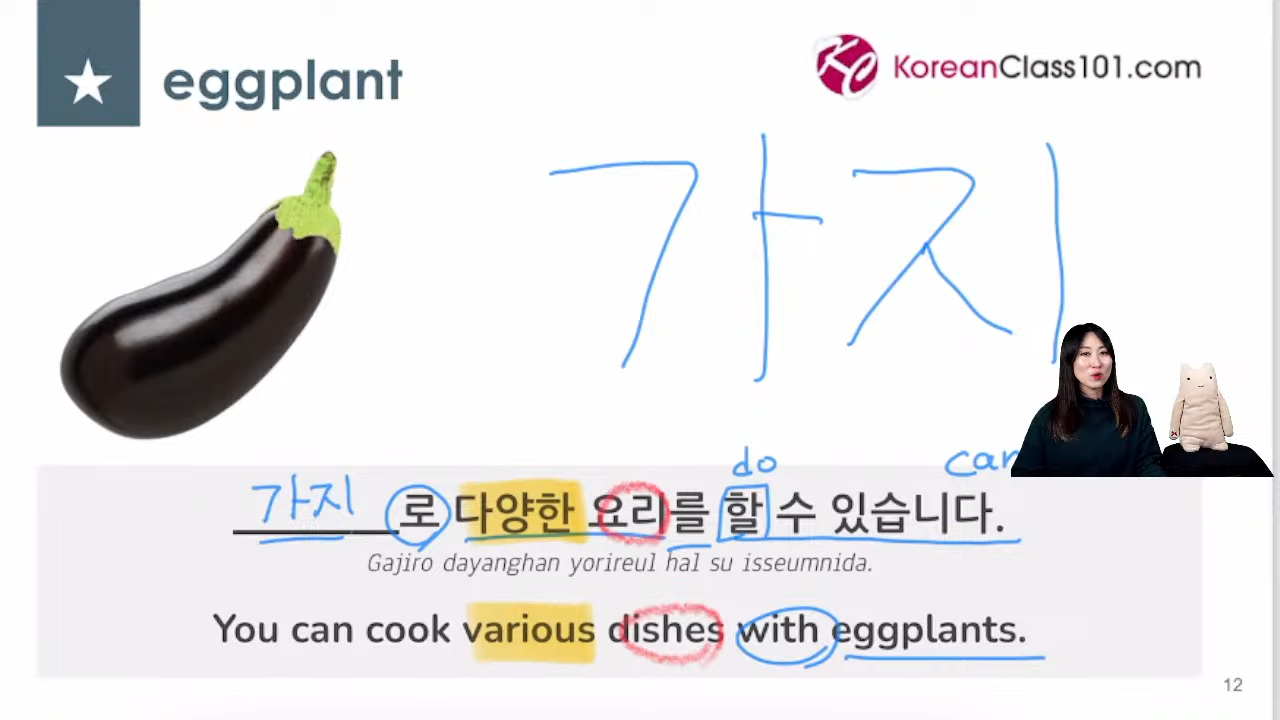 eggplant
KoreanClass101.com
가지
do can
가지로 다양한 요리를 할 수 있습니다.
Gajiro dayanghan yorireul hal su isseumnida.
You can cook various dishes with eggplants.
12